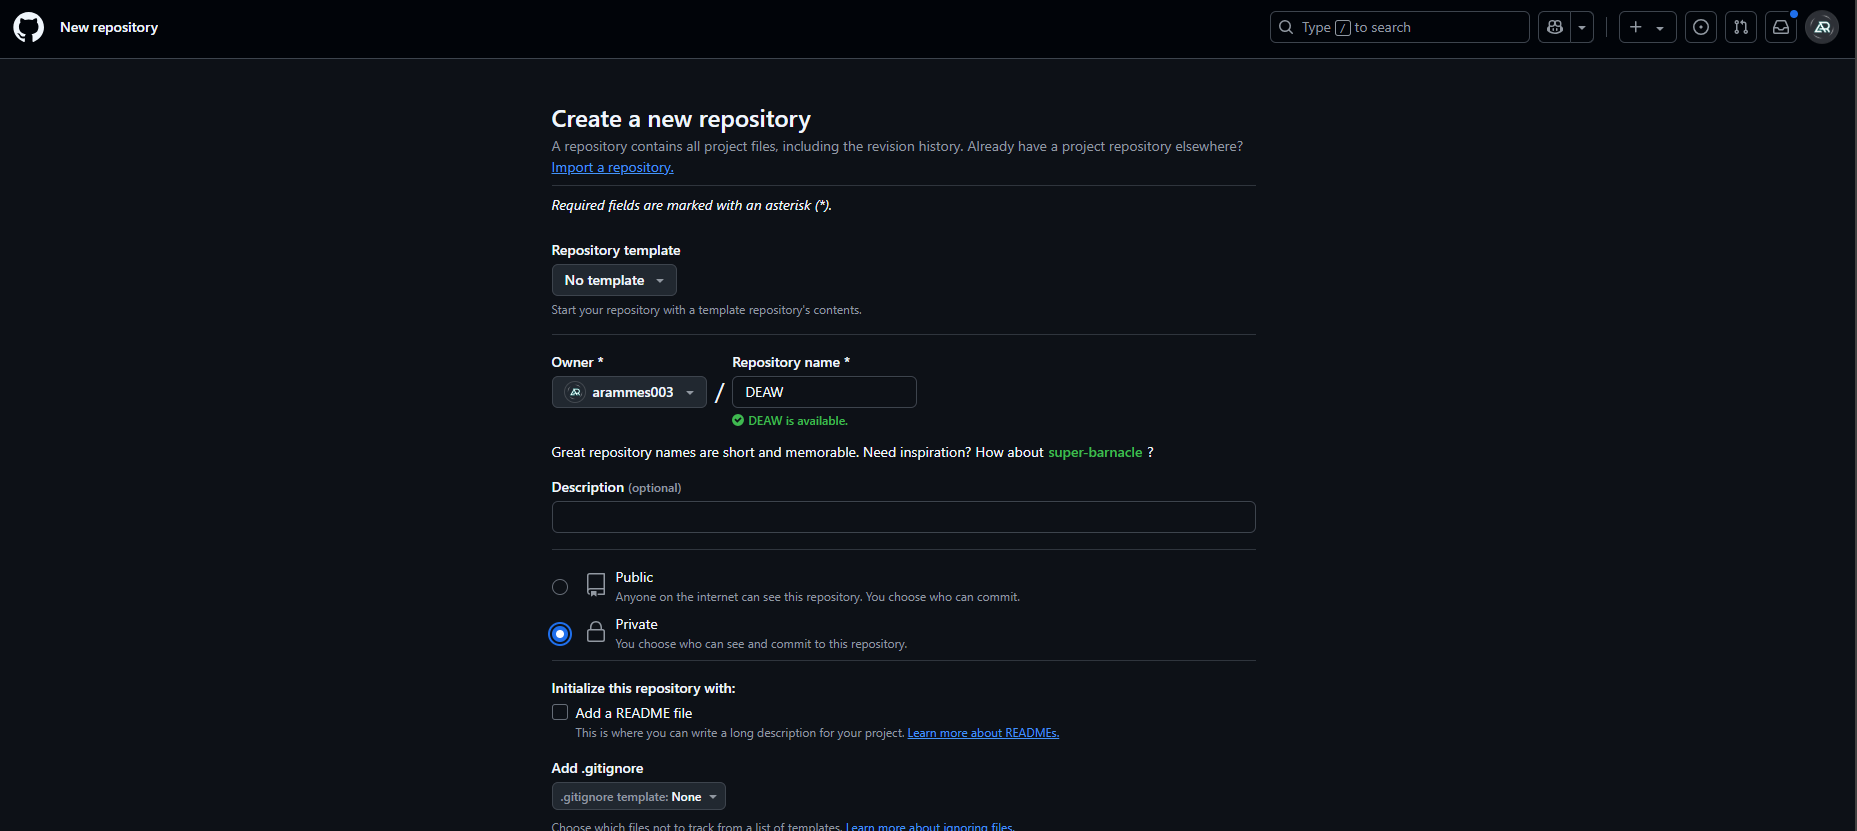 New repository
Type / to search
Create a new repository
A repository contains all project files, including the revision history. Already have a project repository elsewhere?
Import a repository.
Required fields are marked with an asterisk (*).
Repository template
No template
Start your repository with a template repository's contents.
Owner * Repository name *
arammes003 / DEAW
DEAW is available.
Great repository names are short and memorable. Need inspiration? How about super-barnacle ?
Description (optional)
Public
Anyone on the internet can see this repository. You choose who can commit.
Private
You choose who can see and commit to this repository.
Initialize this repository with:
Add a README file
This is where you can write a long description for your project. Learn more about READMEs.
Add .gitignore
.gitignore template: None
Choose which files not to track from a list of templates. Learn more about ignoring files.